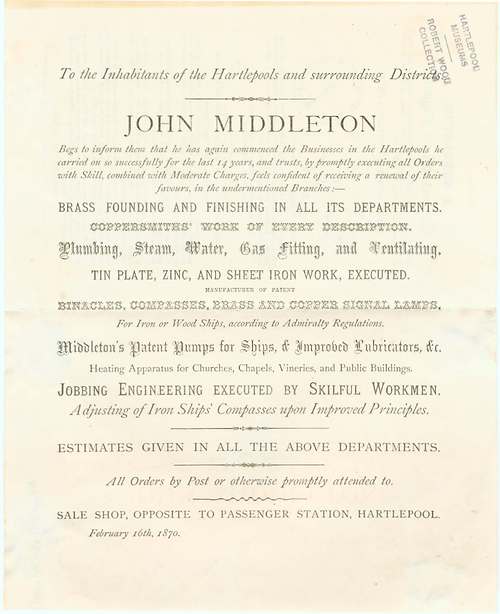 HARTLEPOOL
MUSEUMS
ROBERT WOOD
COLLECTION
To the Inhabitants of the Hartlepools and surrounding Districts
JOHN MIDDLETON
Begs to inform them that he has again commenced the Businesses in the Hartlepools he
carried on so successfully for the last 14 years, and trusts, by promptly executing all Orders
with Skill, combined with Moderate Charges, feels confident of receiving a renewal of their
favours, in the undermentioned Branches:—
BRASS FOUNDING AND FINISHING IN ALL ITS DEPARTMENTS.
COPPERSMITHS' WORK OF EVERY DESCRIPTION.
Plumbing, Steam, Water, Gas Fitting, and Ventilating.
TIN PLATE, ZINC, AND SHEET IRON WORK, EXECUTED.
MANUFACTURER OF PATENT
BINACLES, COMPASSES, BRASS AND COPPER SIGNAL LAMPS,
For Iron or Wood Ships, according to Admiralty Regulations.
Middleton's Patent Pumps for Ships, & Improved Lubricators, &c.
Heating Apparatus for Churches, Chapels, Vineries, and Public Buildings.
JOBBING ENGINEERING EXECUTED BY SKILFUL WORKMEN.
Adjusting of Iron Ships' Compasses upon Improved Principles.
ESTIMATES GIVEN IN ALL THE ABOVE DEPARTMENTS.
All Orders by Post or otherwise promptly attended to.
SALE SHOP, OPPOSITE TO PASSENGER STATION, HARTLEPOOL.
February 16th, 1870.